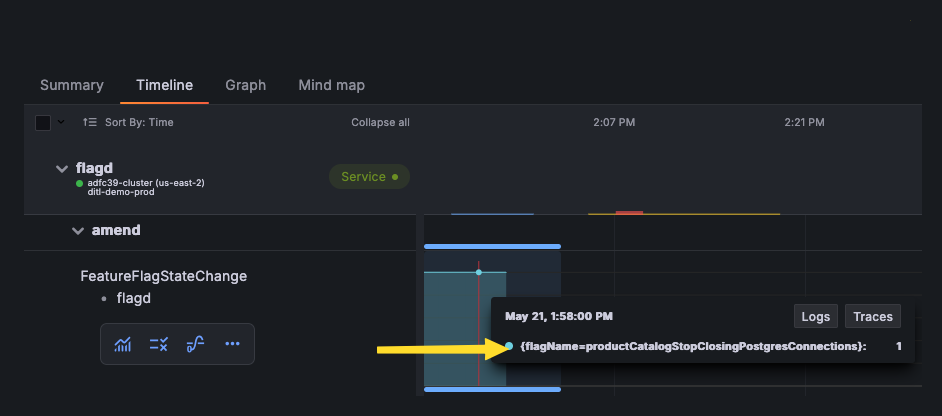 Summary Timeline Graph Mind map
Sort By: Time Collapse all 2:07 PM 2:21 PM
flagd
adfc39-cluster (us-east-2)
ditl-demo-prod
Service
amend
FeatureFlagStateChange
• flagd
May 21, 1:58:00 PM Logs Traces
{flagName=productCatalogStopClosingPostgresConnections}: 1